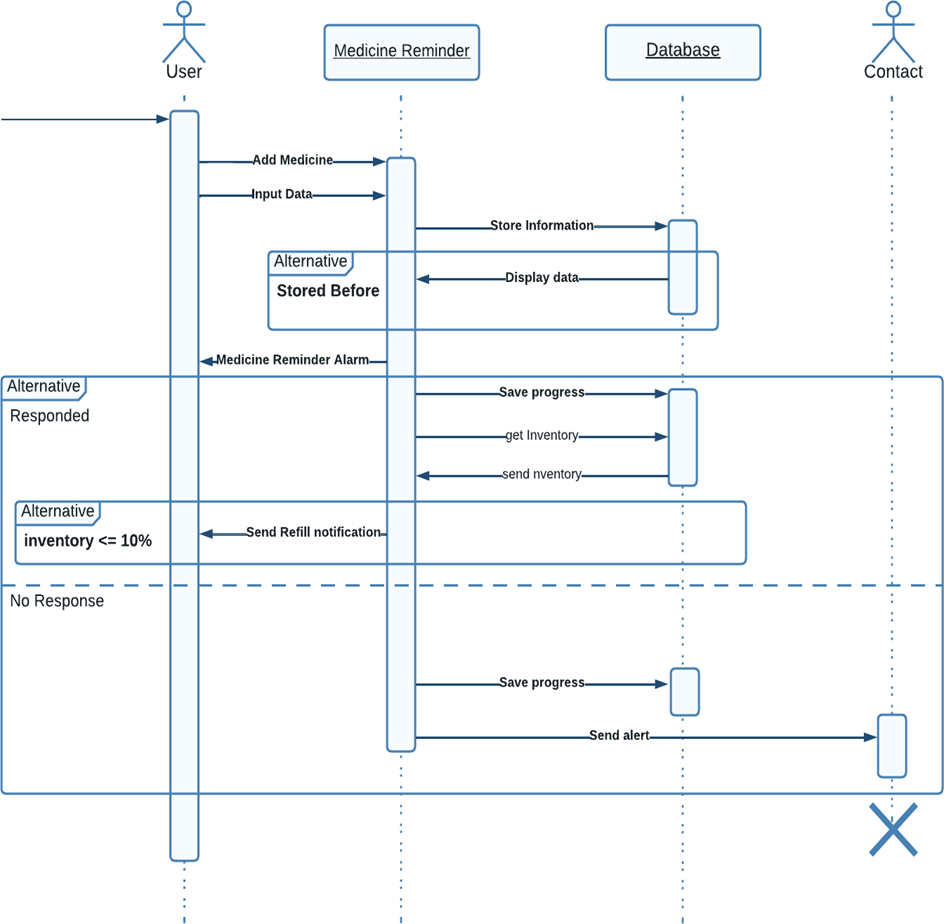 User
Medicine Reminder
Database
Contact
Add Medicine
Input Data
Store Information
Alternative
Stored Before
Display data
Medicine Reminder Alarm
Alternative
Responded
Save progress
get Inventory
send nventory
Alternative
inventory <= 10%
Send Refill notification
No Response
Save progress
Send alert